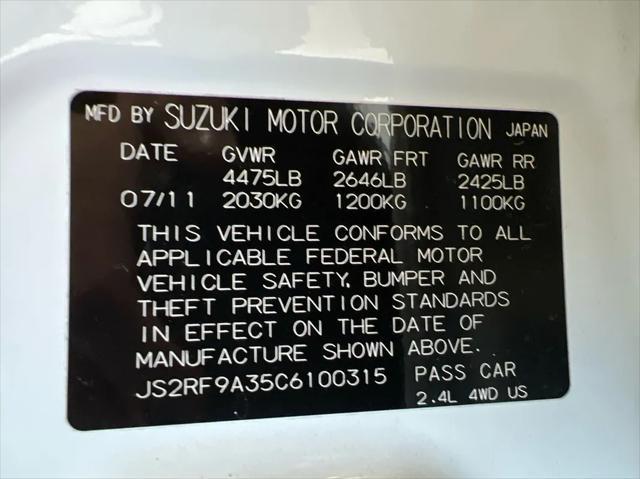 MFD BY SUZUKI MOTOR CORPORATION JAPAN
DATE GVWR GAWR FRT GAWR RR
4475LB 2646LB 2425LB
07/11 2030KG 1200KG 1100KG
THIS VEHICLE CONFORMS TO ALL
APPLICABLE FEDERAL MOTOR
VEHICLE SAFETY, BUMPER AND
THEFT PREVENTION STANDARDS
IN EFFECT ON THE DATE OF
MANUFACTURE SHOWN ABOVE.
JS2RF9A35C6100315 PASS CAR
2.4L 4WD US